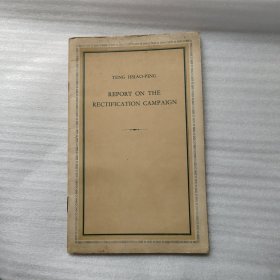 TENG HSIAO-PING
REPORT ON THE
RECTIFICATION CAMPAIGN